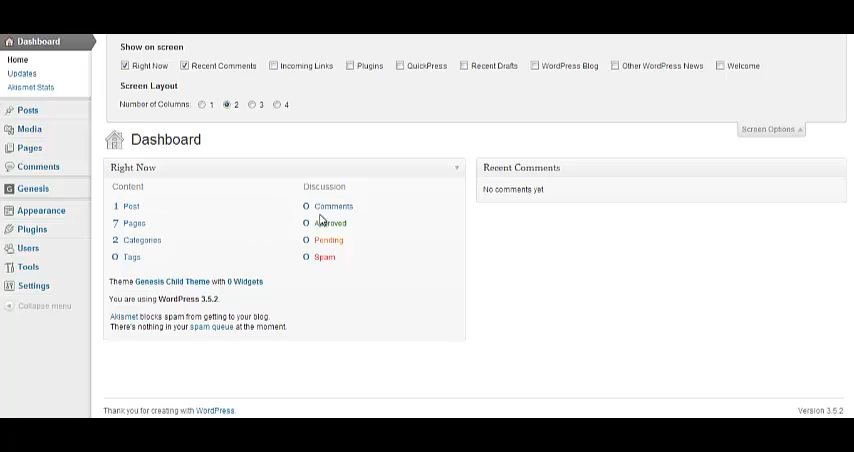 Dashboard
Home
Updates
Akismet Stats
Posts
Media
Pages
Comments
Genesis
Appearance
Plugins
Users
Tools
Settings
Collapse menu
Show on screen
Right Now Recent Comments Incoming Links Plugins QuickPress Recent Drafts WordPress Blog Other WordPress News Welcome
Screen Layout
Number of Columns: 1 2 3 4
Screen Options
Dashboard
Right Now
Content Discussion
1 Post 0 Comments
7 Pages 0 Approved
2 Categories 0 Pending
0 Tags 0 Spam
Theme Genesis Child Theme with 0 Widgets
You are using WordPress 3.5.2.
Akismet blocks spam from getting to your blog.
There's nothing in your spam queue at the moment.
Recent Comments
No comments yet
Thank you for creating with WordPress. Version 3.5.2